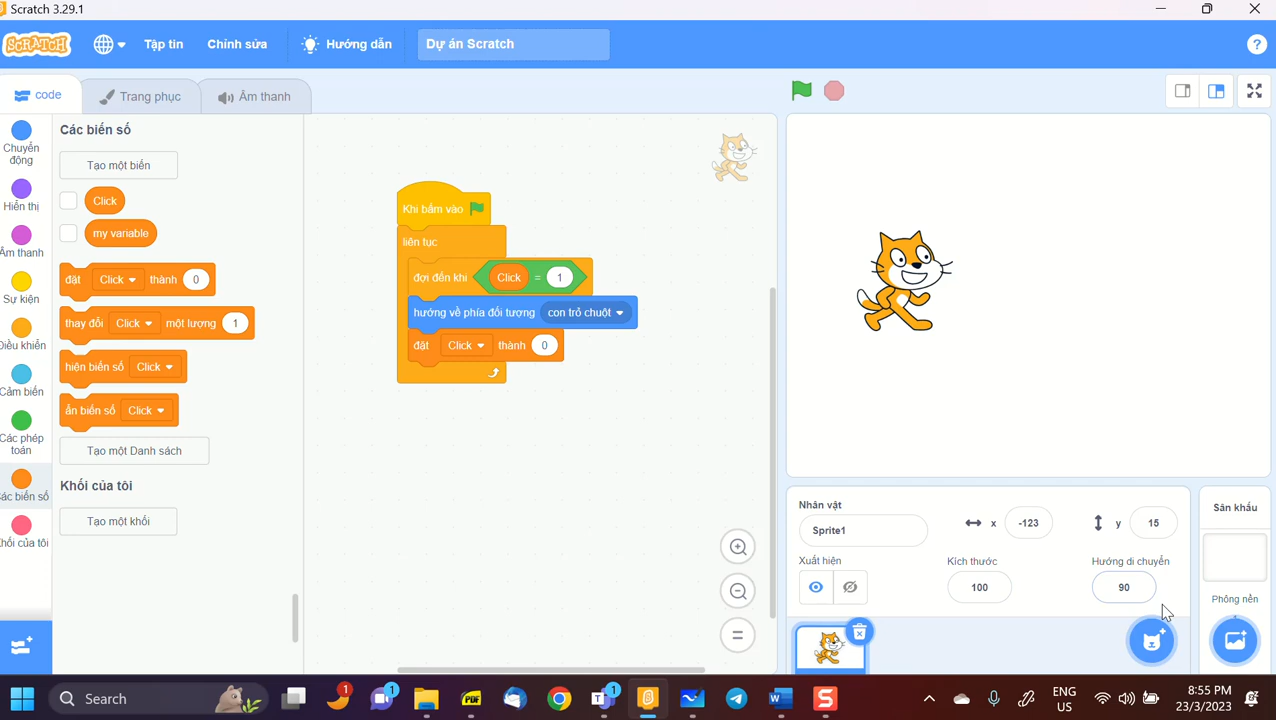 Scratch 3.29.1
SCRATCH
Tập tin
Chỉnh sửa
Hướng dẫn
Dự án Scratch
?
code
Trang phục
Âm thanh
Chuyển
động
Hiển thị
Âm thanh
Sự kiện
Điều khiển
Cảm biến
Các phép
toán
Các biến số
Khối của tôi
Các biến số
Tạo một biến
Click
my variable
đặt Click thành 0
thay đổi Click một lượng 1
hiện biến số Click
ẩn biến số Click
Tạo một Danh sách
Khối của tôi
Tạo một khối
Khi bấm vào
liên tục
đợi đến khi Click = 1
hướng về phía đối tượng con trỏ chuột
đặt Click thành 0
Nhân vật
Sprite1
x -123
y 15
Xuất hiện
Kích thước
100
Hướng di chuyển
90
Sân khấu
Phông nền
Search
1
1
PDF
1
ENG
US
8:55 PM
23/3/2023